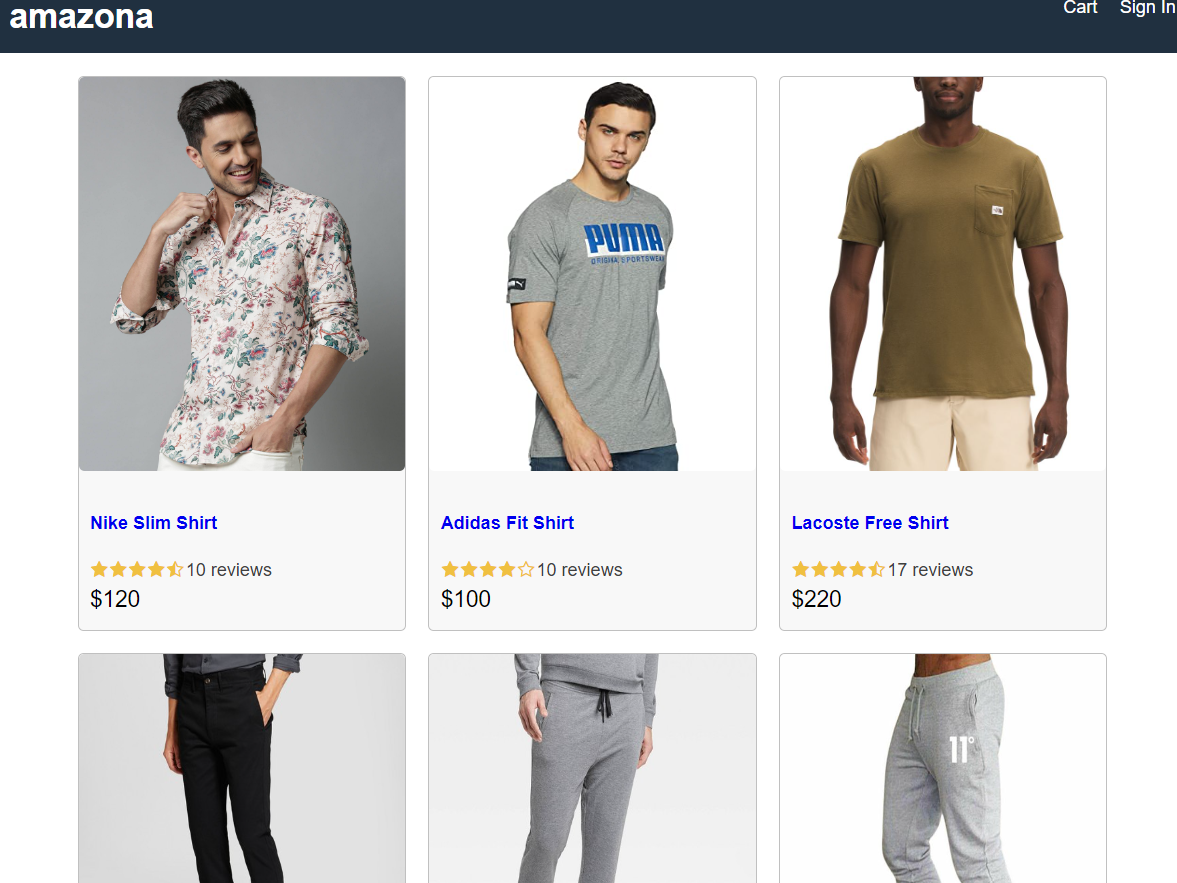 amazona
Cart Sign In
PUMA
ORIGINAL SPORTSWEAR
Nike Slim Shirt
Adidas Fit Shirt
Lacoste Free Shirt
10 reviews
10 reviews
17 reviews
$120
$100
$220
11°